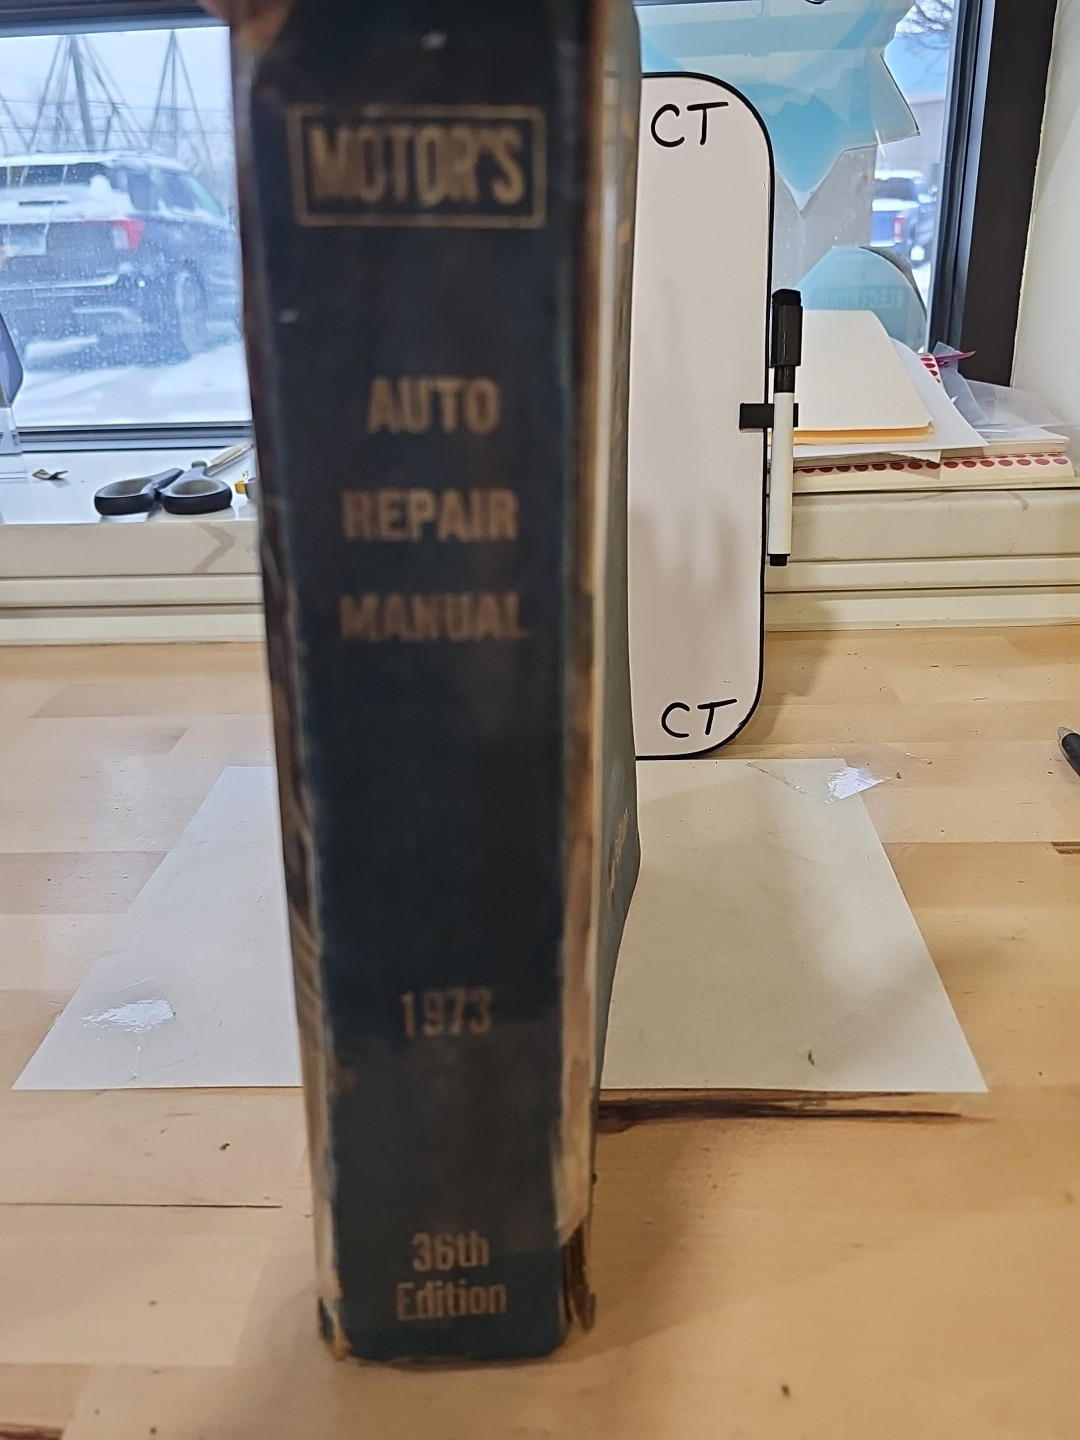 MOTOR'S
AUTO
REPAIR
MANUAL
1973
36th
Edition
CT
CT